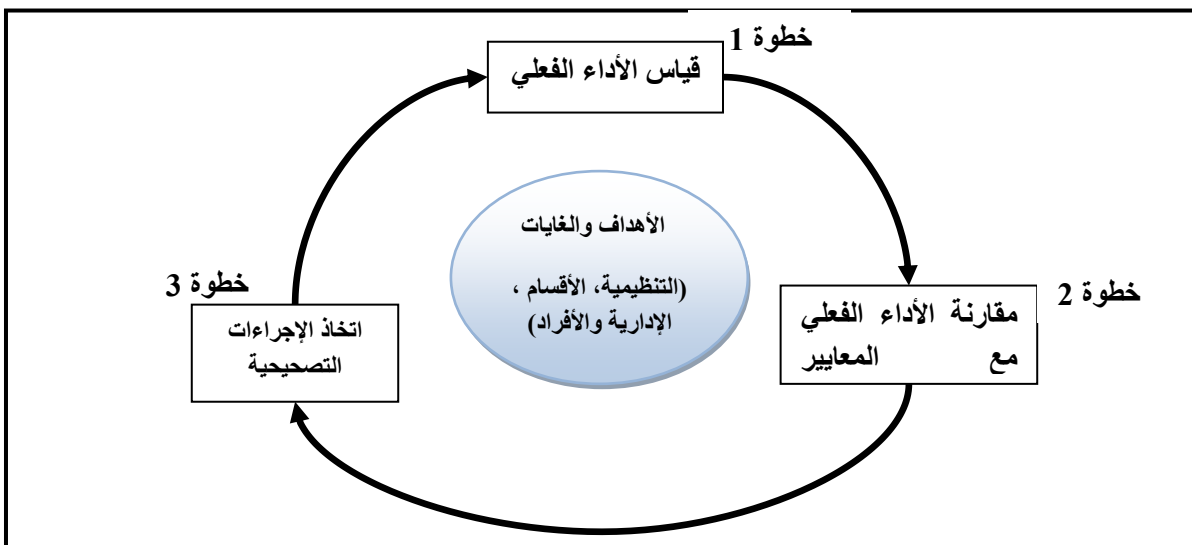 خطوة 1
قياس الأداء الفعلي
الأهداف والغايات
(التنظيمية، الأقسام ،
الإدارية والأفراد)
خطوة 2
مقارنة الأداء الفعلي
مع المعايير
خطوة 3
اتخاذ الإجراءات
التصحيحية